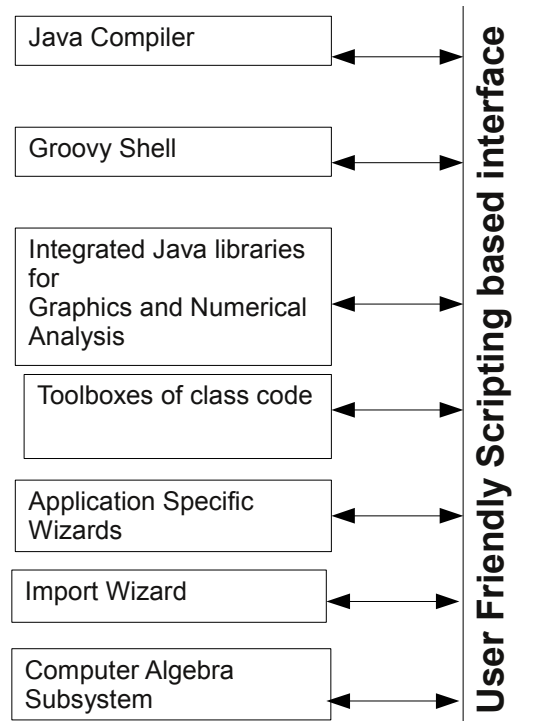 Java Compiler
Groovy Shell
Integrated Java libraries
for
Graphics and Numerical
Analysis
Toolboxes of class code
Application Specific
Wizards
Import Wizard
Computer Algebra
Subsystem
User Friendly Scripting based interface